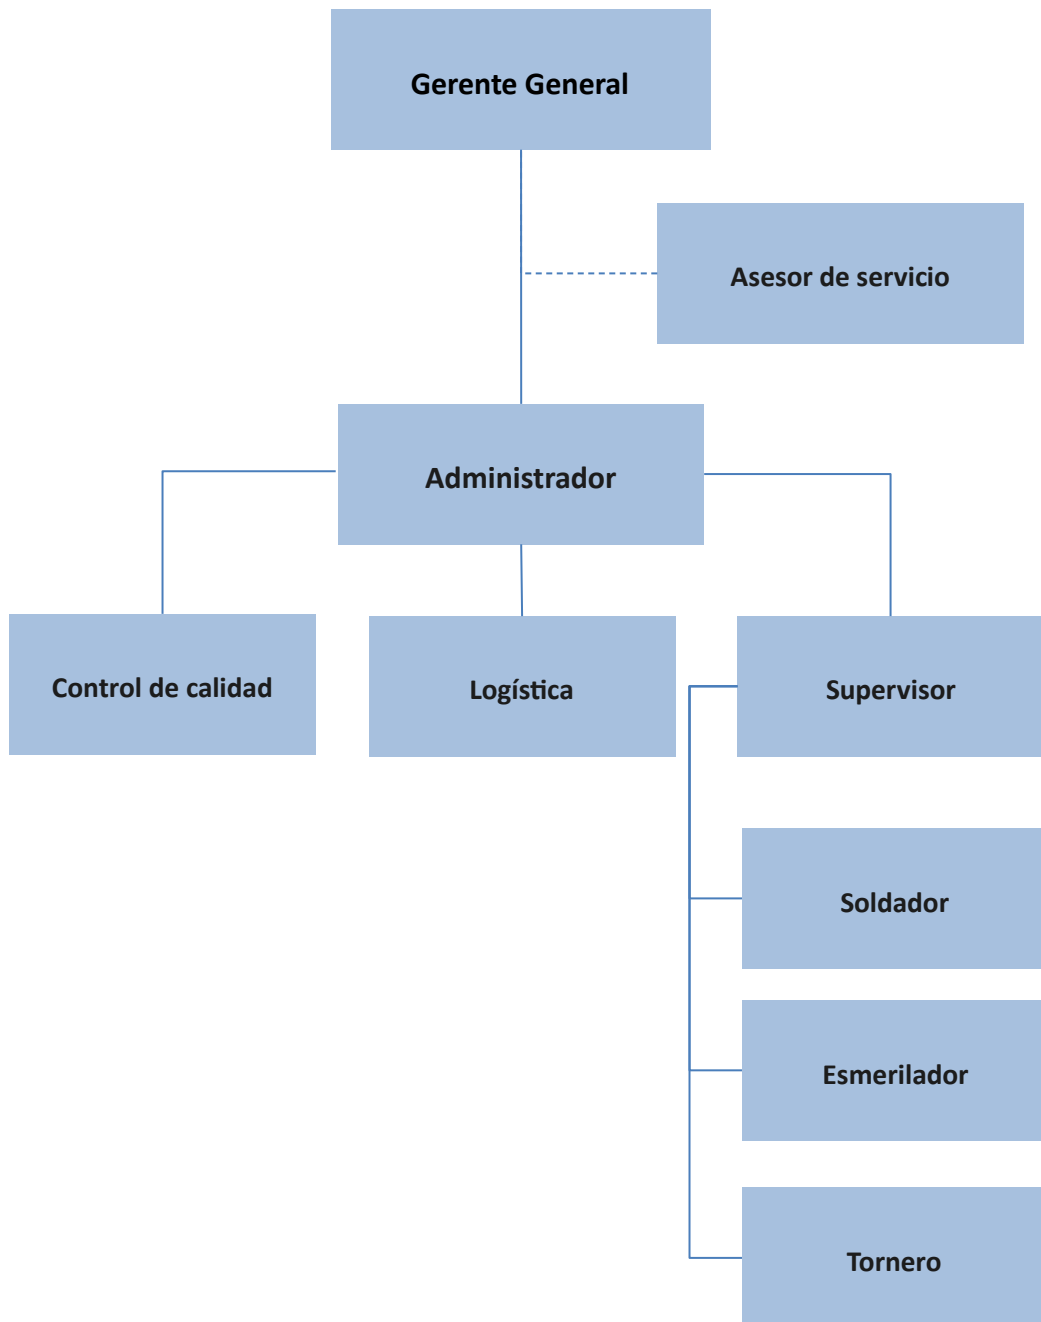 Gerente General
Asesor de servicio
Administrador
Control de calidad
Logística
Supervisor
Soldador
Esmerilador
Tornero